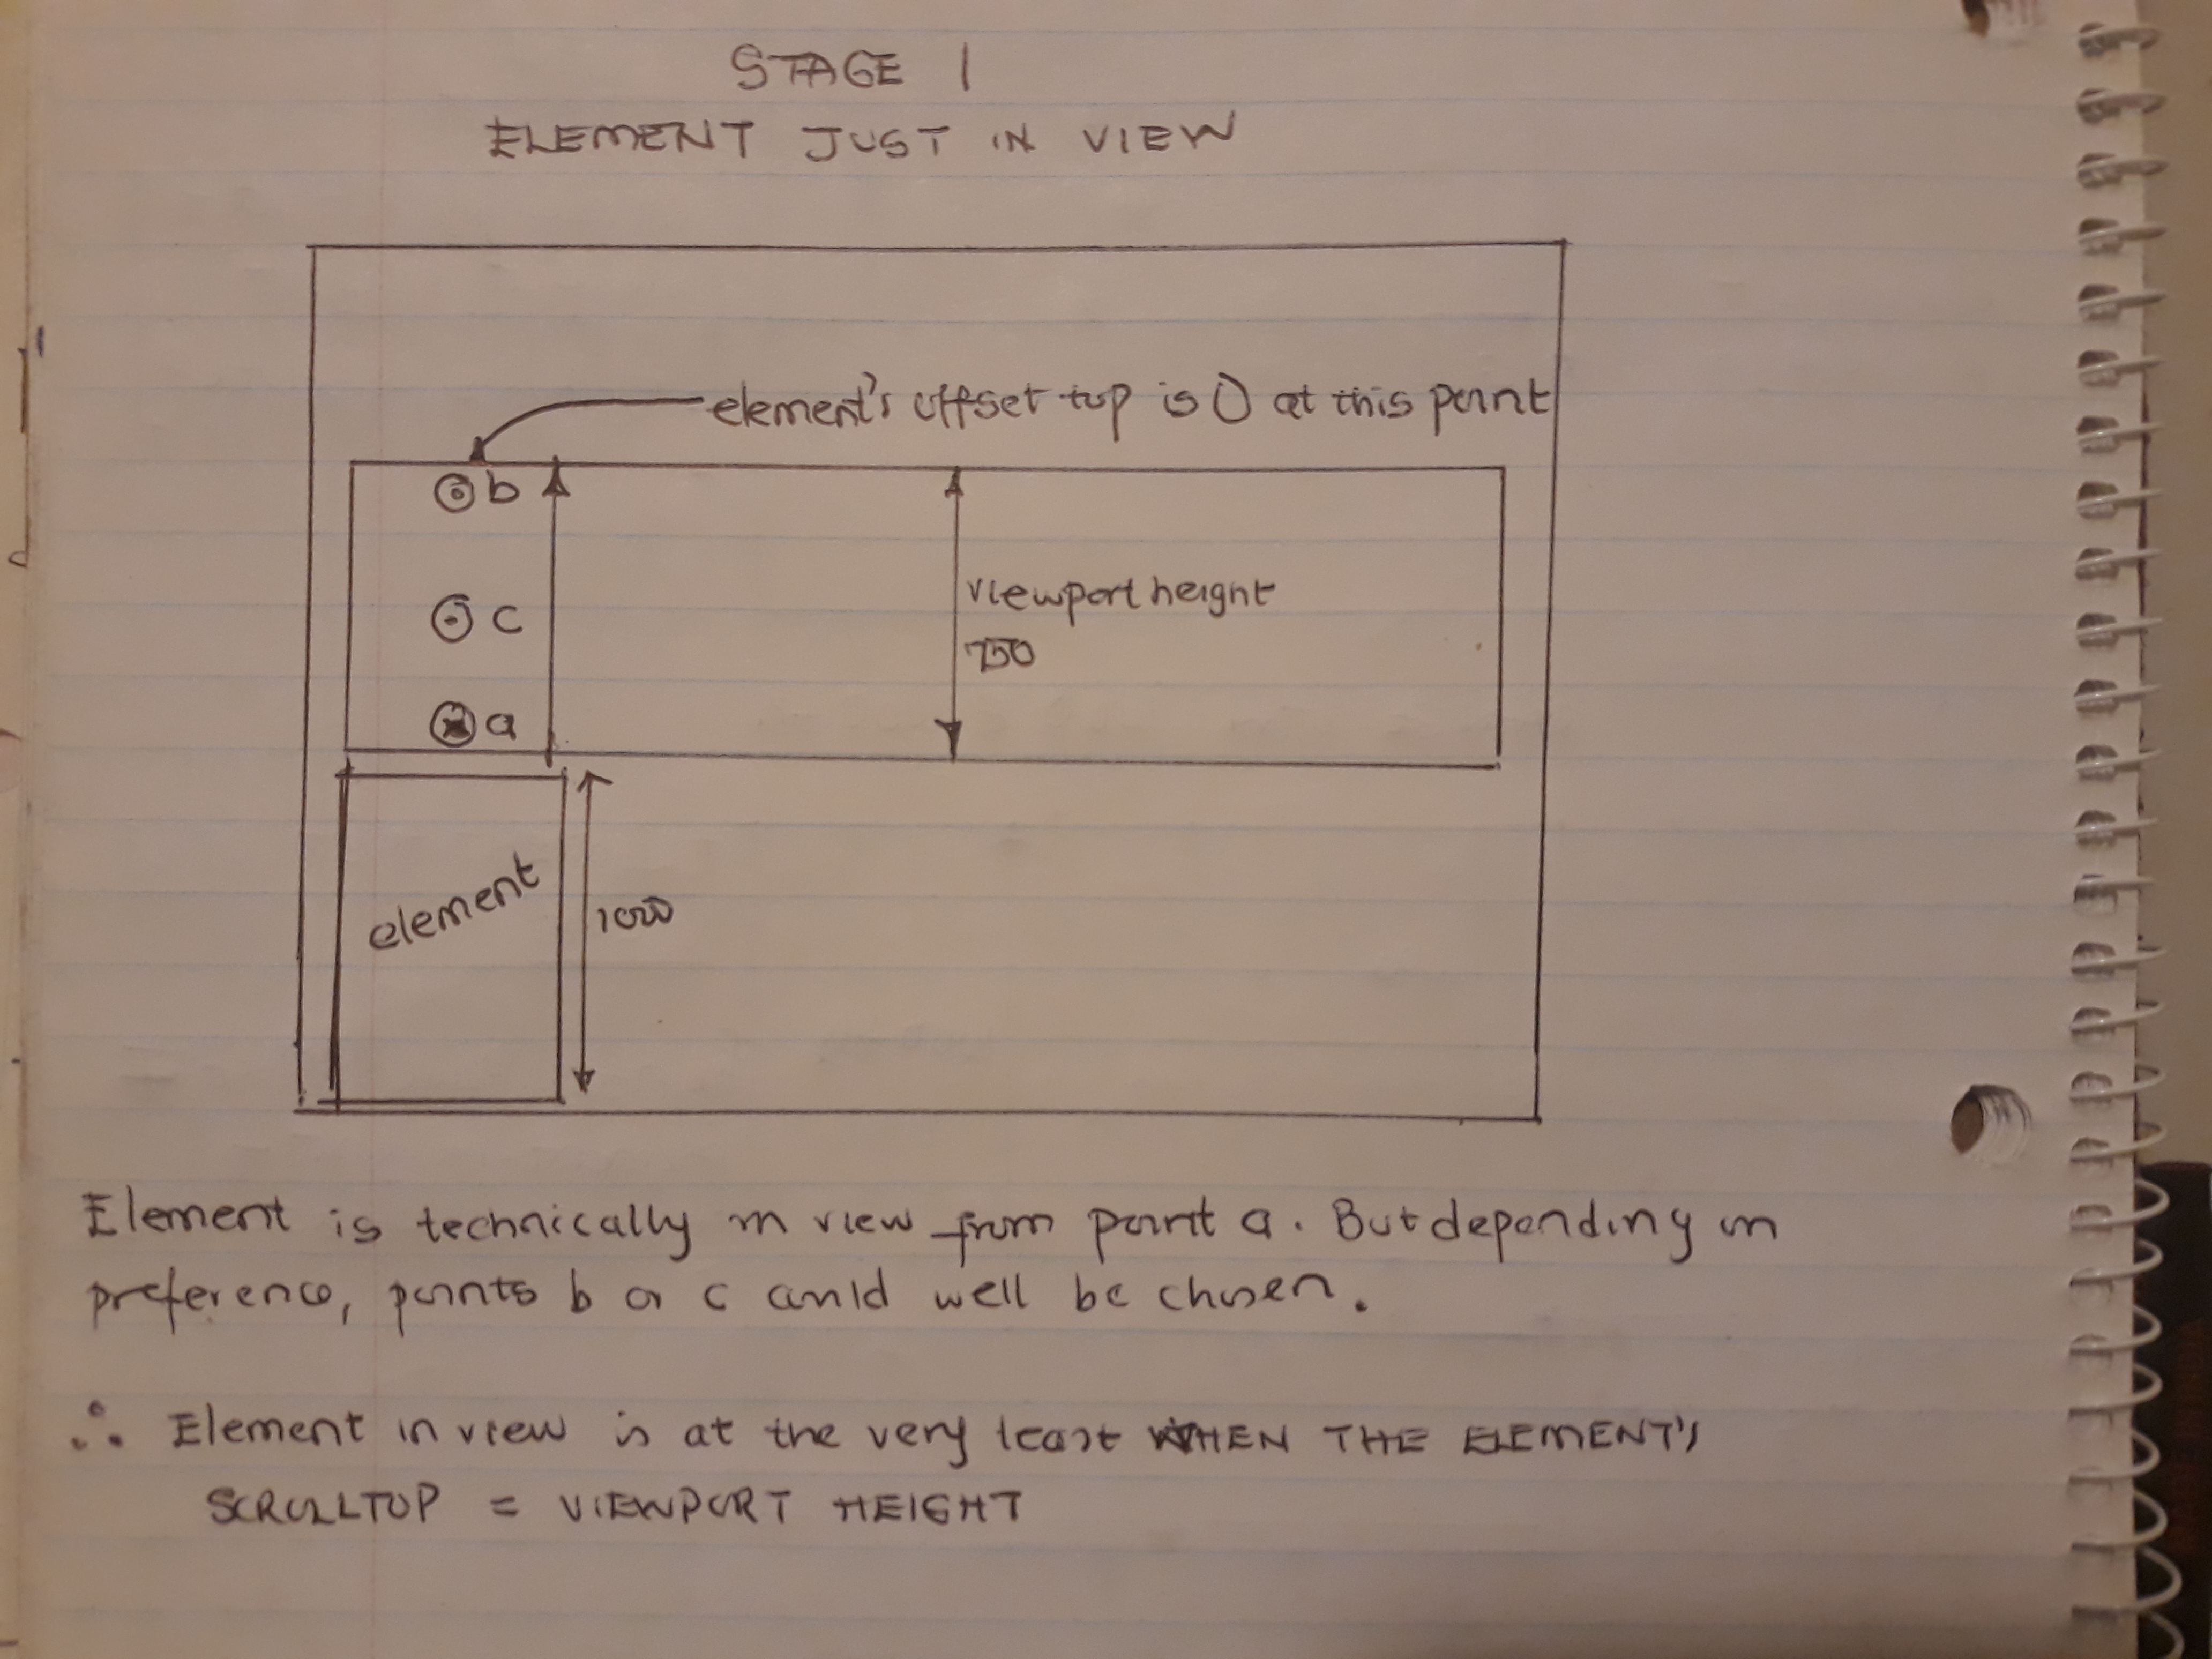 STAGE 1
ELEMENT JUST IN VIEW
element's offset top is 0 at this point
b
c
viewport height
750
a
element
1000
Element is technically in view from point a. But depending on
preference, points b or c could well be chosen.
∴ Element in view is at the very least WHEN THE ELEMENT'S
SCROLLTOP = VIEWPORT HEIGHT